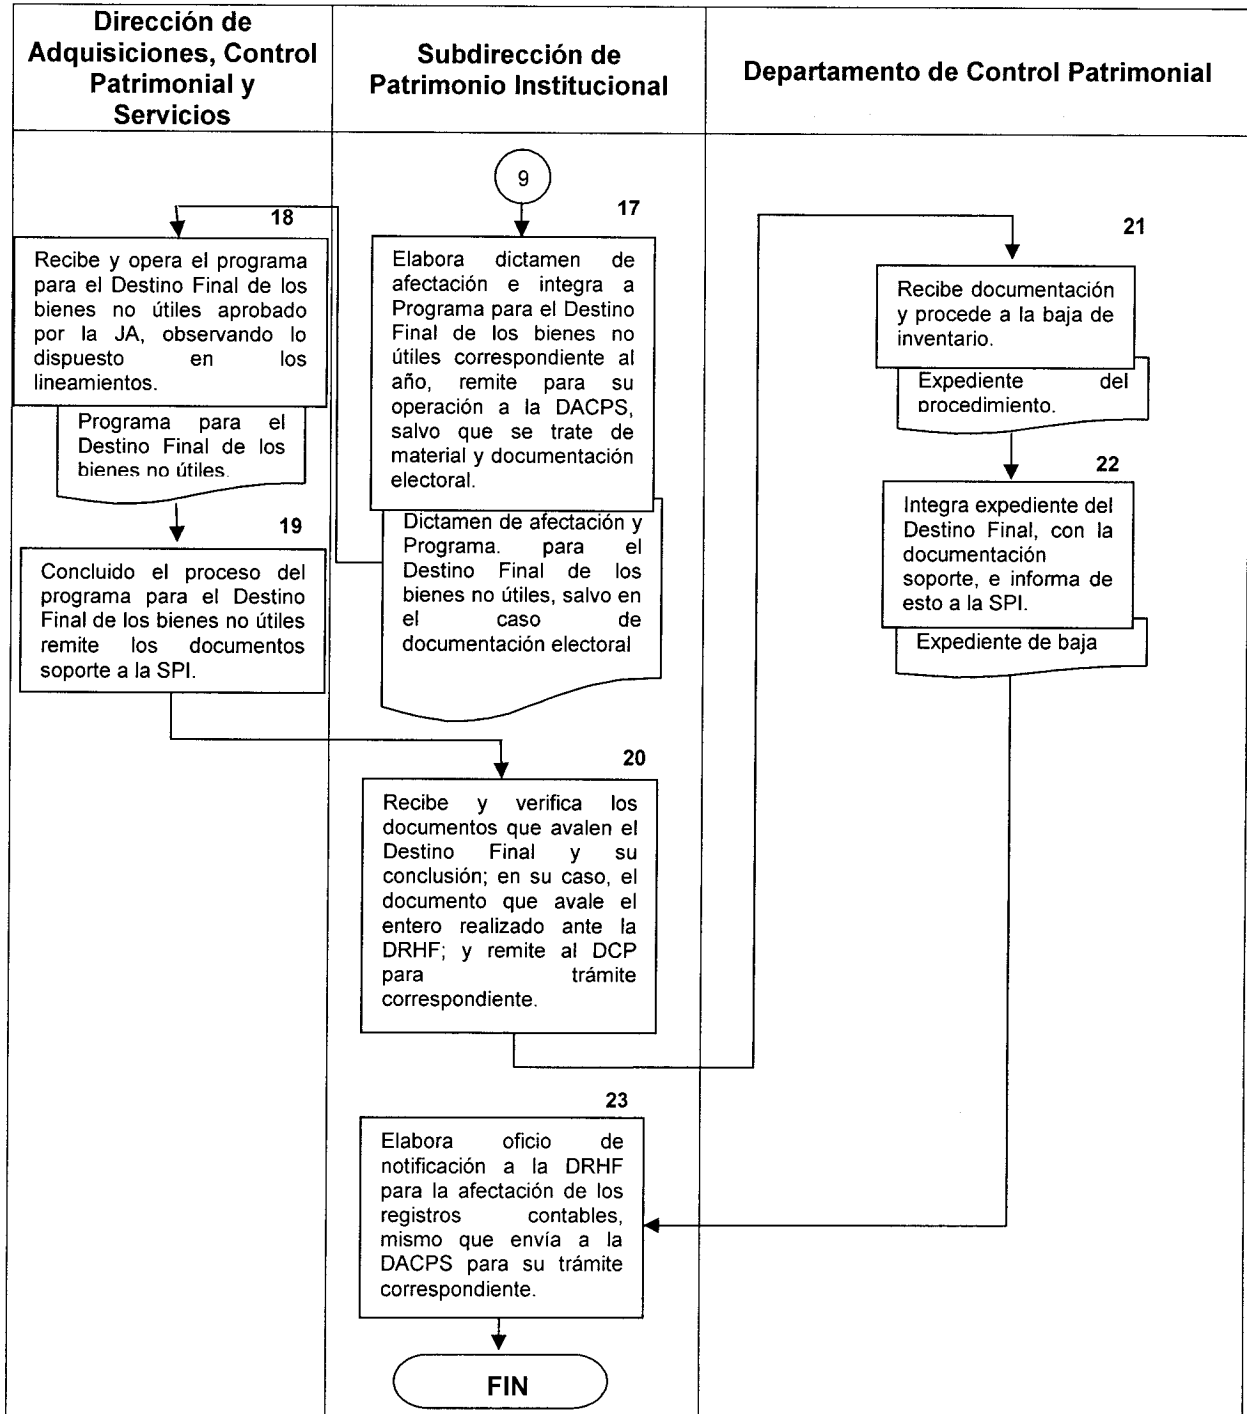 Dirección de
Adquisiciones, Control
Patrimonial y
Servicios
Subdirección de
Patrimonio Institucional
Departamento de Control Patrimonial
9
17
Elabora dictamen de
afectación e integra a
Programa para el Destino
Final de los bienes no
útiles correspondiente al
año, remite para su
operación a la DACPS,
salvo que se trate de
material y documentación
electoral.
Dictamen de afectación y
Programa. para el
Destino Final de los
bienes no útiles, salvo en
el caso de
documentación electoral
18
Recibe y opera el programa
para el Destino Final de los
bienes no útiles aprobado
por la JA, observando lo
dispuesto en los
lineamientos.
Programa para el
Destino Final de los
bienes no útiles.
19
Concluido el proceso del
programa para el Destino
Final de los bienes no útiles
remite los documentos
soporte a la SPI.
20
Recibe y verifica los
documentos que avalen el
Destino Final y su
conclusión; en su caso, el
documento que avale el
entero realizado ante la
DRHF; y remite al DCP
para trámite
correspondiente.
21
Recibe documentación
y procede a la baja de
inventario.
Expediente del
procedimiento.
22
Integra expediente del
Destino Final, con la
documentación
soporte, e informa de
esto a la SPI.
Expediente de baja
23
Elabora oficio de
notificación a la DRHF
para la afectación de los
registros contables,
mismo que envía a la
DACPS para su trámite
correspondiente.
FIN